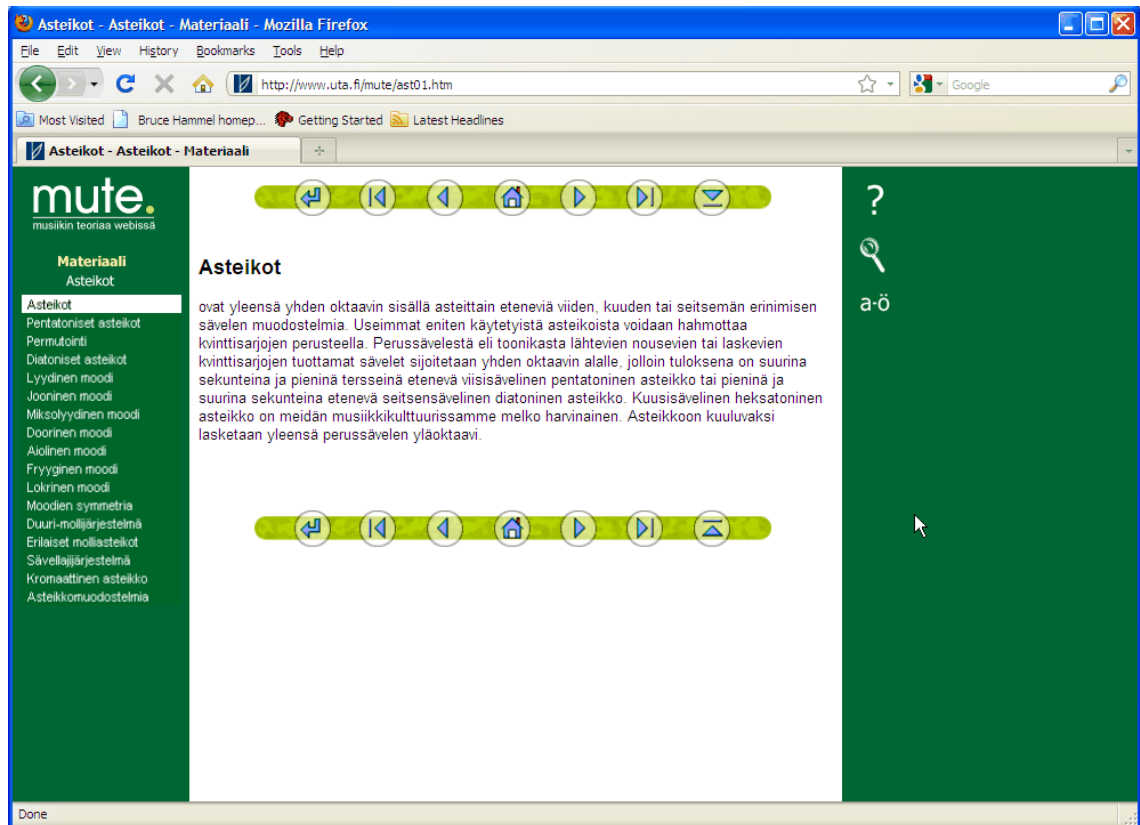 Asteikot - Asteikot - Materiaali - Mozilla Firefox
File Edit View History Bookmarks Tools Help
http://www.uta.fi/mute/ast01.htm
Google
Most Visited Bruce Hammel homep... Getting Started Latest Headlines
Asteikot - Asteikot - Materiaali
mute.
musiikin teoriaa webissä
Materiaali
Asteikot
Asteikot
Pentatoniset asteikot
Permutointi
Diatoniset asteikot
Lyydinen moodi
Jooninen moodi
Miksolyydinen moodi
Doorinen moodi
Aiolinen moodi
Fryyginen moodi
Lokrinen moodi
Moodien symmetria
Duuri-mollijärjestelmä
Erilaiset molliasteikot
Sävellajijärjestelmä
Kromaattinen asteikko
Asteikkomuodostelmia
Asteikot
ovat yleensä yhden oktaavin sisällä asteittain eteneviä viiden, kuuden tai seitsemän erinimisen
sävelen muodostelmia. Useimmat eniten käytetyistä asteikoista voidaan hahmottaa
kvinttisarjojen perusteella. Perussävelestä eli toonikasta lähtevien nousevien tai laskevien
kvinttisarjojen tuottamat sävelet sijoitetaan yhden oktaavin alalle, jolloin tuloksena on suurina
sekunteina ja pieninä tersseinä etenevä viisisävelinen pentatoninen asteikko tai pieninä ja
suurina sekunteina etenevä seitsensävelinen diatoninen asteikko. Kuusisävelinen heksatoninen
asteikko on meidän musiikkikulttuurissamme melko harvinainen. Asteikkoon kuuluvaksi
lasketaan yleensä perussävelen yläoktaavi.
?
a-ö
Done